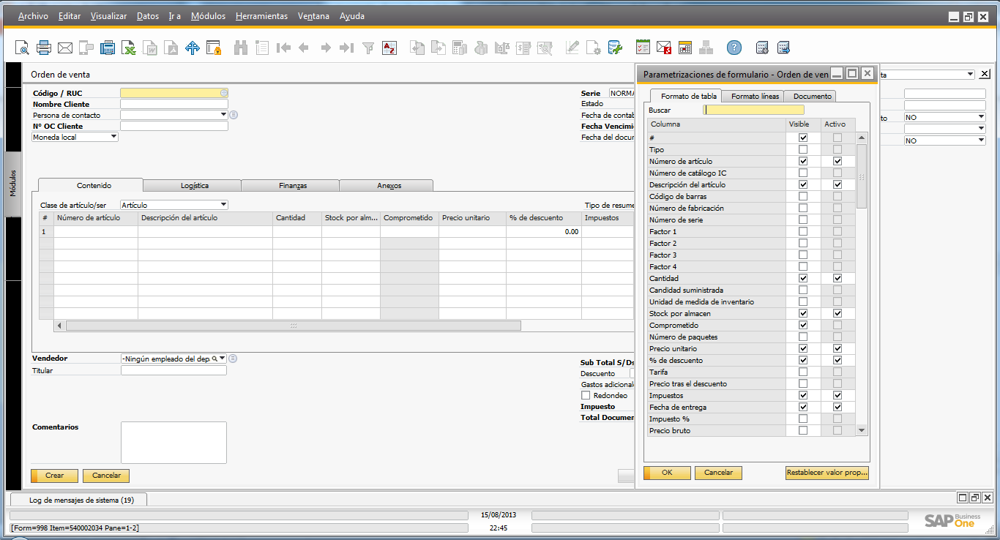 Archivo Editar Visualizar Datos Ir a Módulos Herramientas Ventana Ayuda
Orden de venta
Código / RUC
Nombre Cliente
Persona de contacto
Nº OC Cliente
Moneda local
Serie NORMA
Estado
Fecha de contab
Fecha Vencimi
Fecha del docum
Módulos
Contenido Logística Finanzas Anexos
Clase de artículo/ser Artículo
Tipo de resume
# Número de artículo Descripción del artículo Cantidad Stock por alm... Comprometido Precio unitario % de descuento Impuestos
1 0.00
Vendedor -Ningún empleado del dep
Titular
Sub Total S/Ds
Descuento
Gastos adicional
Redondeo
Impuesto
Total Documen
Comentarios
Crear Cancelar
Parametrizaciones de formulario - Orden de ven
Formato de tabla Formato líneas Documento
Buscar
Columna Visible Activo
#
Tipo
Número de artículo
Número de catálogo IC
Descripción del artículo
Código de barras
Número de fabricación
Número de serie
Factor 1
Factor 2
Factor 3
Factor 4
Cantidad
Candidad suministrada
Unidad de medida de inventario
Stock por almacen
Comprometido
Número de paquetes
Precio unitario
% de descuento
Tarifa
Precio tras el descuento
Impuestos
Fecha de entrega
Impuesto %
Precio bruto
OK Cancelar Restablecer valor prop...
ta
to NO
NO
Log de mensajes de sistema (19)
15/08/2013
[Form=998 Item=540002034 Pane=1-2] 22:45
SAP Business One